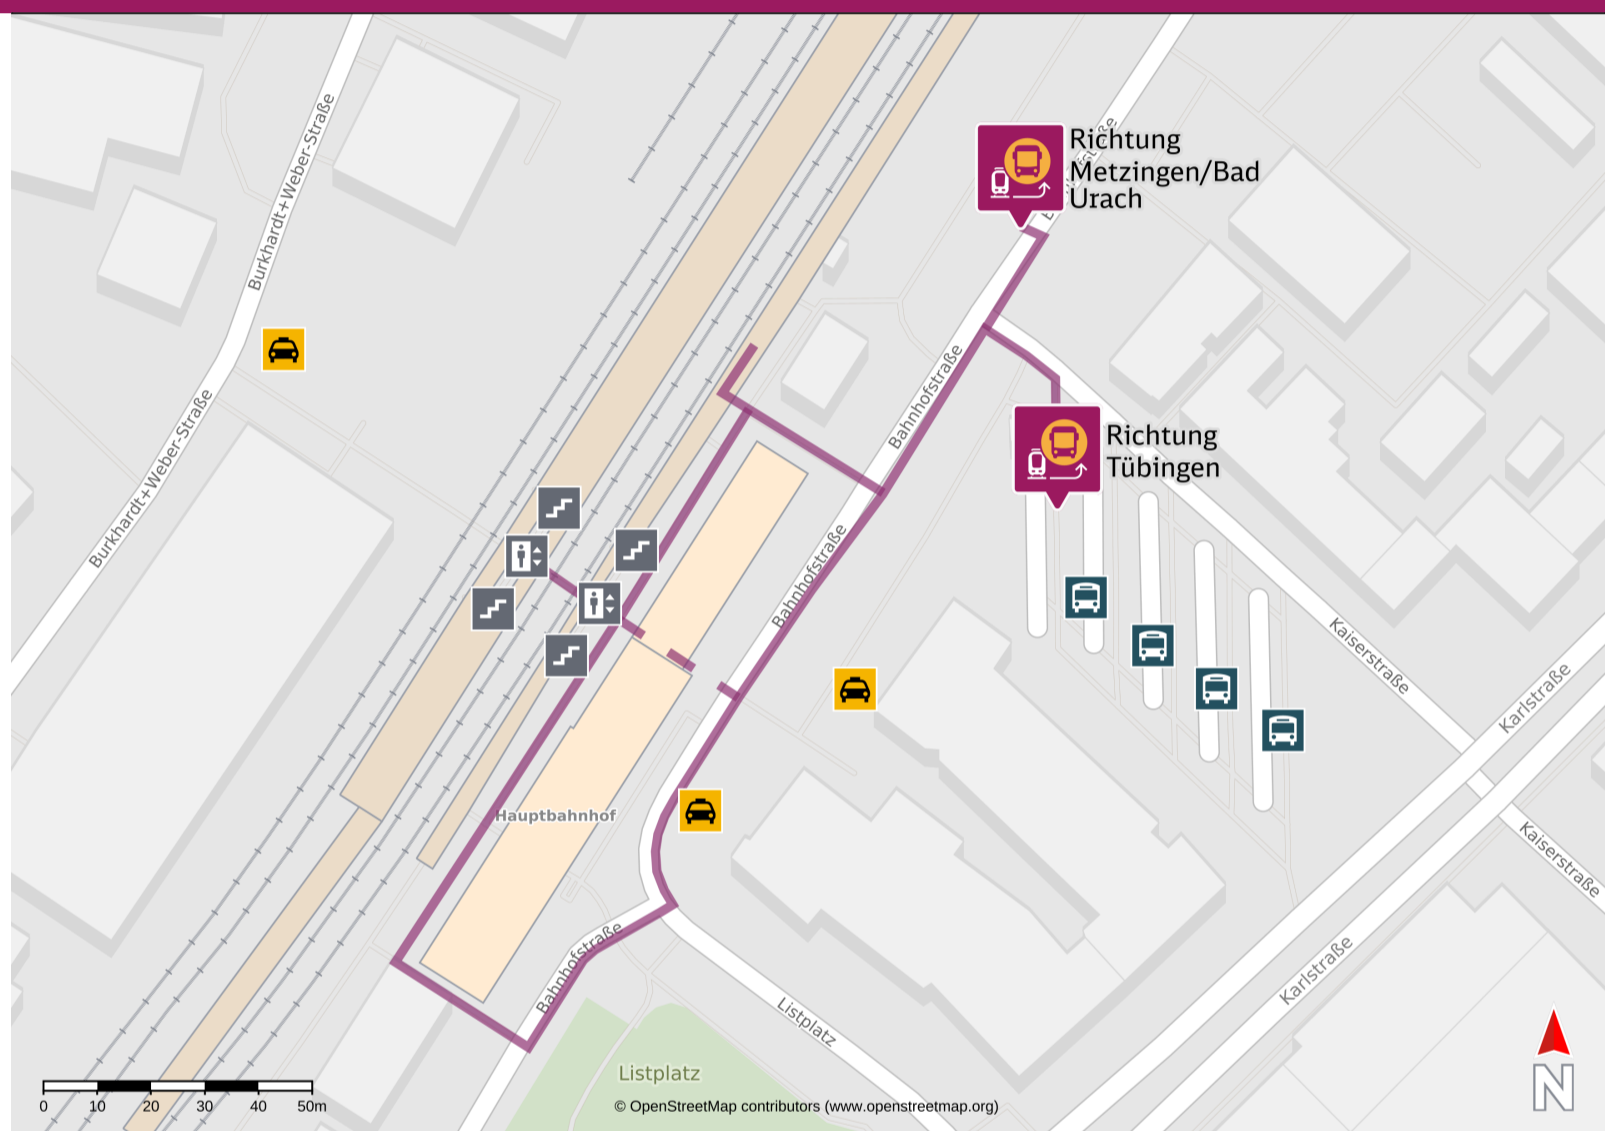 Burkhardt+Weber-Straße
Richtung
Metzingen/Bad
Urach
Bahnhofstraße
Burkhardt+Weber-Straße
Richtung
Tübingen
Bahnhofstraße
Kaiserstraße
Karlstraße
Hauptbahnhof
Kaiserstraße
Bahnhofstraße
Karlstraße
Listplatz
Listplatz
0 10 20 30 40 50m
© OpenStreetMap contributors (www.openstreetmap.org)
N